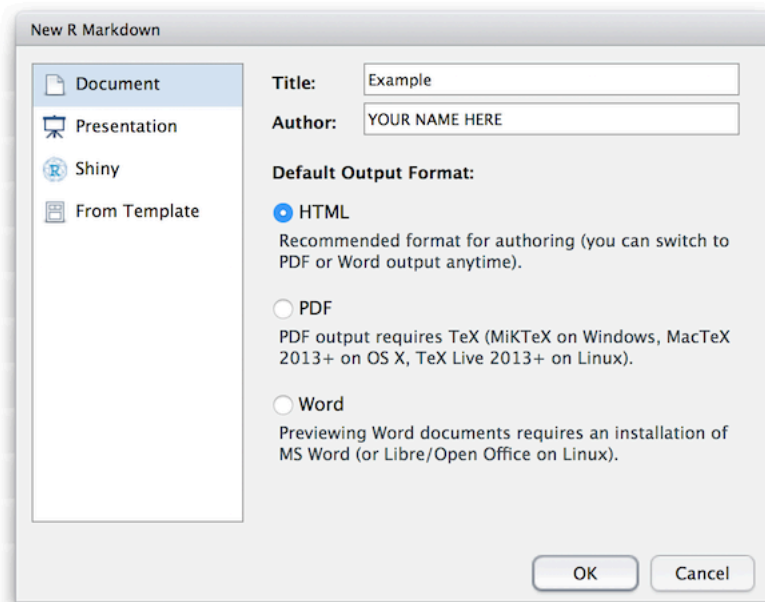 New R Markdown
Document
Presentation
Shiny
From Template
Title:
Example
Author:
YOUR NAME HERE
Default Output Format:
HTML
Recommended format for authoring (you can switch to
PDF or Word output anytime).
PDF
PDF output requires TeX (MiKTeX on Windows, MacTeX
2013+ on OS X, TeX Live 2013+ on Linux).
Word
Previewing Word documents requires an installation of
MS Word (or Libre/Open Office on Linux).
OK
Cancel